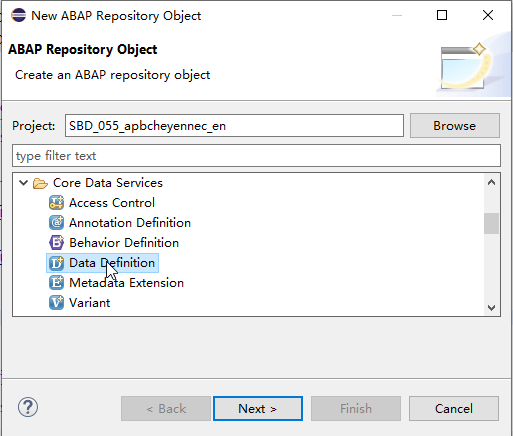 New ABAP Repository Object
ABAP Repository Object
Create an ABAP repository object
Project: SBD_055_apbcheyennec_en Browse
type filter text
Core Data Services
Access Control
Annotation Definition
Behavior Definition
Data Definition
Metadata Extension
Variant
? < Back Next > Finish Cancel